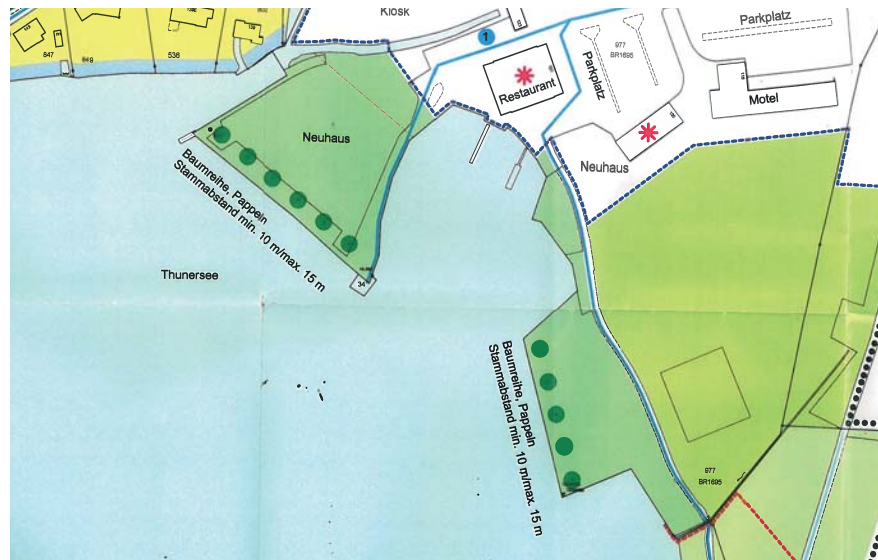 Kiosk
Parkplatz
847
849
536
1
977
BR1695
Parkplatz
Restaurant
Motel
Neuhaus
Neuhaus
Baumreihe, Pappeln
Stammabstand min. 10 m/max. 15 m
Thunersee
34
Baumreihe, Pappeln
Stammabstand min. 10 m/max. 15 m
977
BR1695